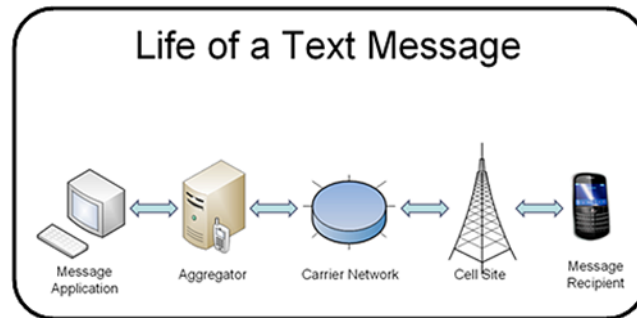 Life of a Text Message
Message
Application
Aggregator
Carrier Network
Cell Site
Message
Recipient